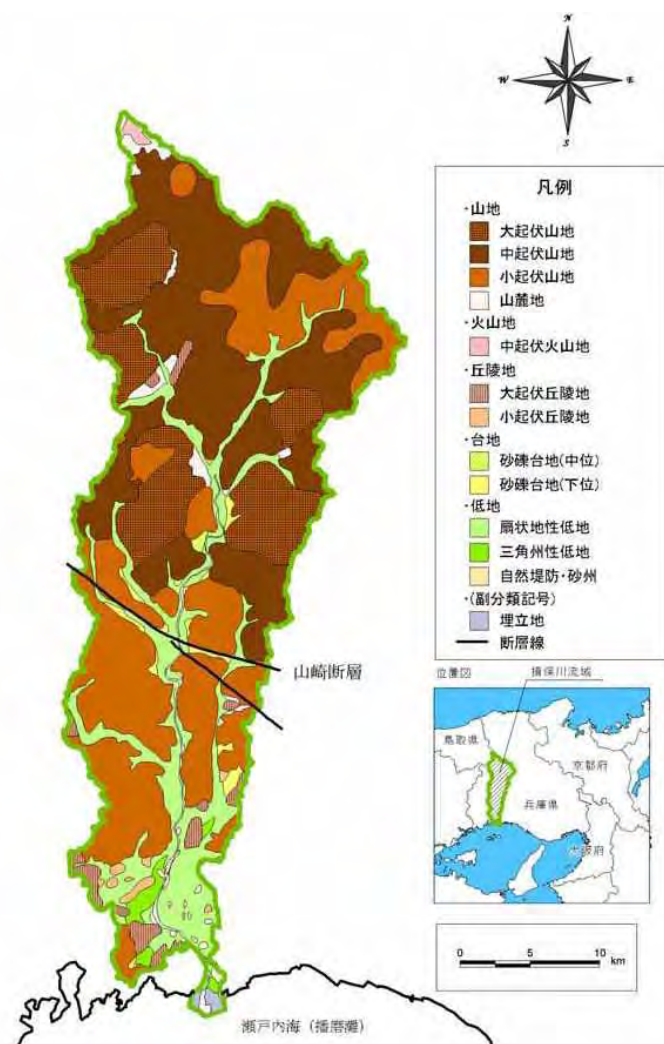 N
W
E
S
凡例
・山地
大起伏山地
中起伏山地
小起伏山地
山麓地
・火山地
中起伏火山地
・丘陵地
大起伏丘陵地
小起伏丘陵地
・台地
砂礫台地(中位)
砂礫台地(下位)
・低地
扇状地性低地
三角州性低地
自然堤防・砂州
・(副分類記号)
埋立地
断層線
山崎断層
位置図
揖保川流域
鳥取県
京都府
兵庫県
大阪府
0 5 10
km
瀬戸内海(播磨灘)